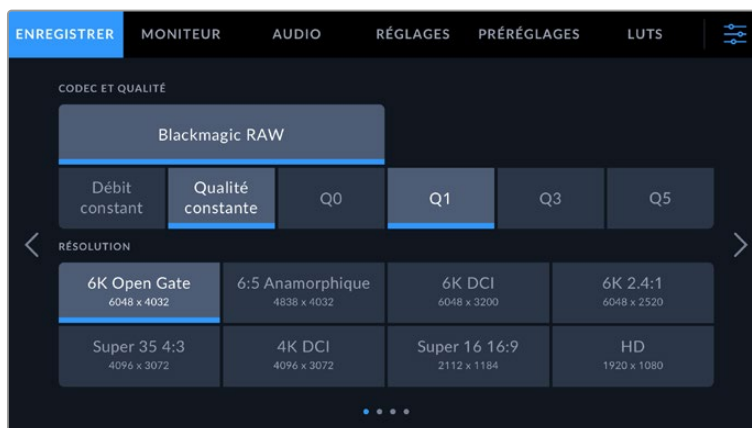 ENREGISTRER MONITEUR AUDIO RÉGLAGES PRÉRÉGLAGES LUTS
CODEC ET QUALITÉ
Blackmagic RAW
Débit constant Qualité constante Q0 Q1 Q3 Q5
RÉSOLUTION
6K Open Gate 6:5 Anamorphique 6K DCI 6K 2.4:1
6048 x 4032 4838 x 4032 6048 x 3200 6048 x 2520
Super 35 4:3 4K DCI Super 16 16:9 HD
4096 x 3072 4096 x 3072 2112 x 1184 1920 x 1080